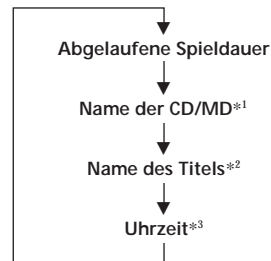 Abgelaufene Spieldauer
Name der CD/MD*1
Name des Titels*2
Uhrzeit*3